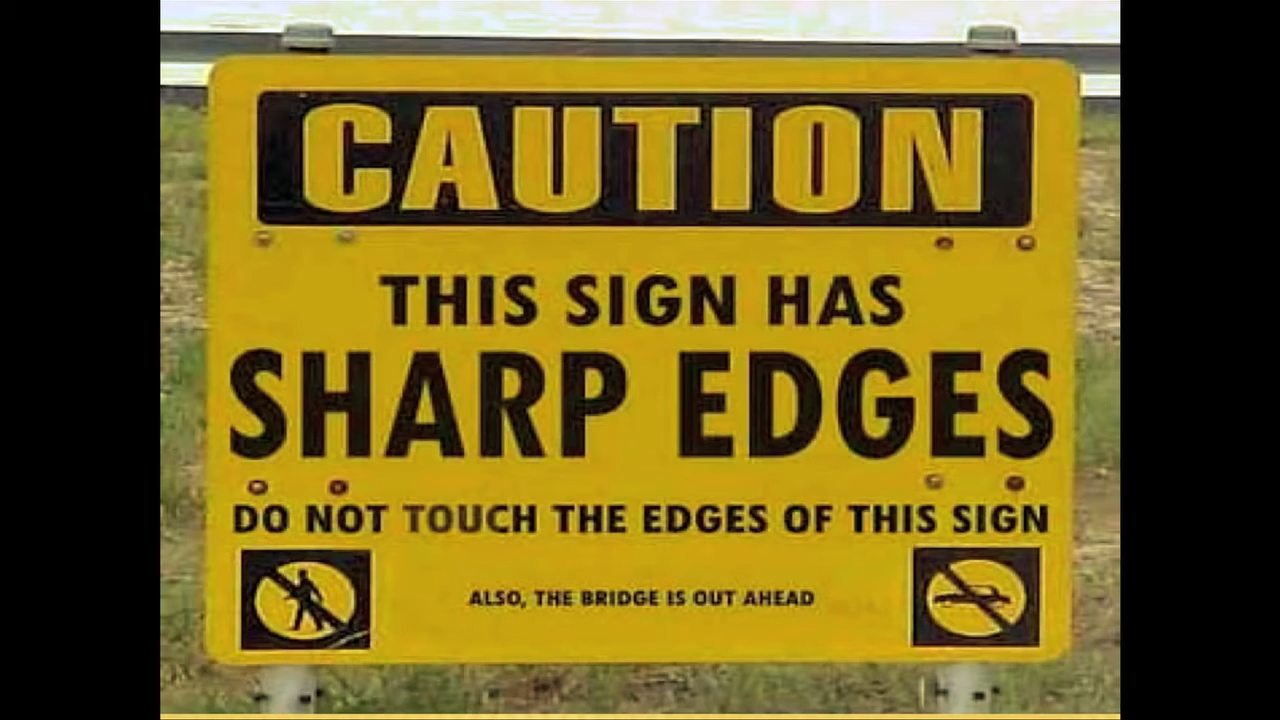 CAUTION
THIS SIGN HAS
SHARP EDGES
DO NOT TOUCH THE EDGES OF THIS SIGN
ALSO, THE BRIDGE IS OUT AHEAD